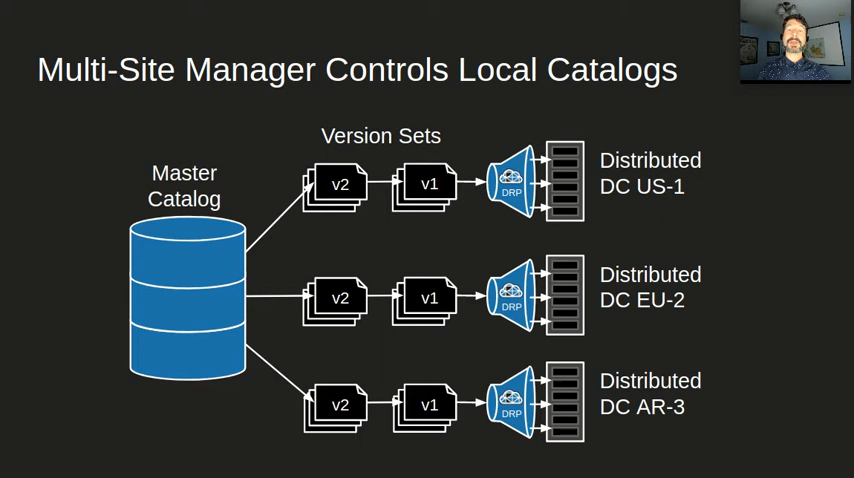 Multi-Site Manager Controls Local Catalogs
Version Sets
Master
Catalog
v2
v1
DRP
Distributed
DC US-1
v2
v1
DRP
Distributed
DC EU-2
v2
v1
DRP
Distributed
DC AR-3